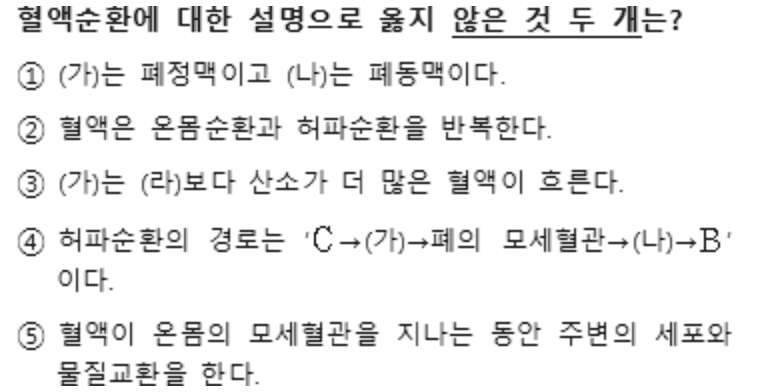 혈액순환에 대한 설명으로 옳지 않은 것 두 개는?
① (가)는 폐정맥이고 (나)는 폐동맥이다.
② 혈액은 온몸순환과 허파순환을 반복한다.
③ (가)는 (라)보다 산소가 더 많은 혈액이 흐른다.
④ 허파순환의 경로는 ‘C→(가)→폐의 모세혈관→(나)→B’
이다.
⑤ 혈액이 온몸의 모세혈관을 지나는 동안 주변의 세포와
물질교환을 한다.